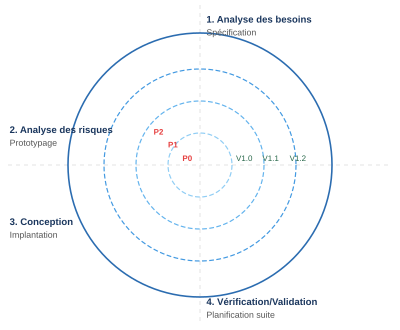 1. Analyse des besoins
Spécification
2. Analyse des risques
Prototypage
P2
P1
P0
V1.0
V1.1
V1.2
3. Conception
Implantation
4. Vérification/Validation
Planification suite